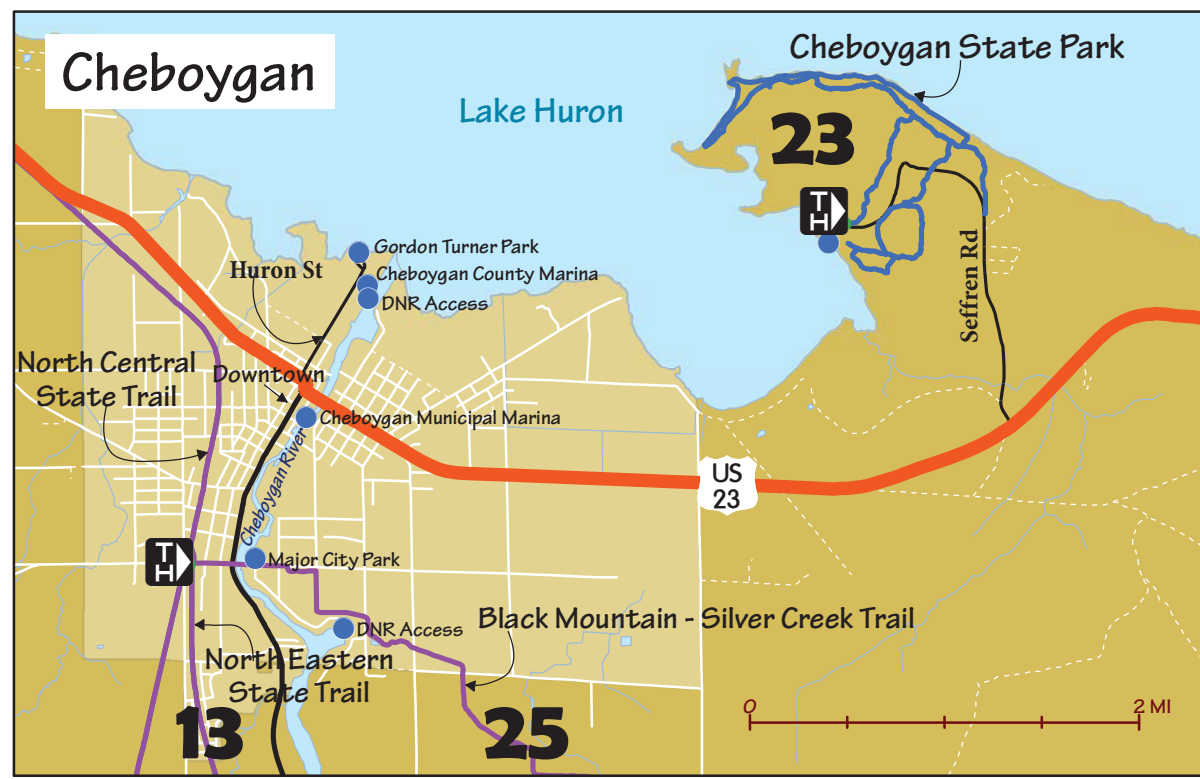 Cheboygan
Cheboygan State Park
Lake Huron
23
TH
Gordon Turner Park
Huron St
Cheboygan County Marina
DNR Access
Seffren Rd
North Central
State Trail
Downtown
Cheboygan Municipal Marina
Cheboygan River
US
23
TH
Major City Park
Black Mountain - Silver Creek Trail
DNR Access
North Eastern
State Trail
13
25
0
2 MI